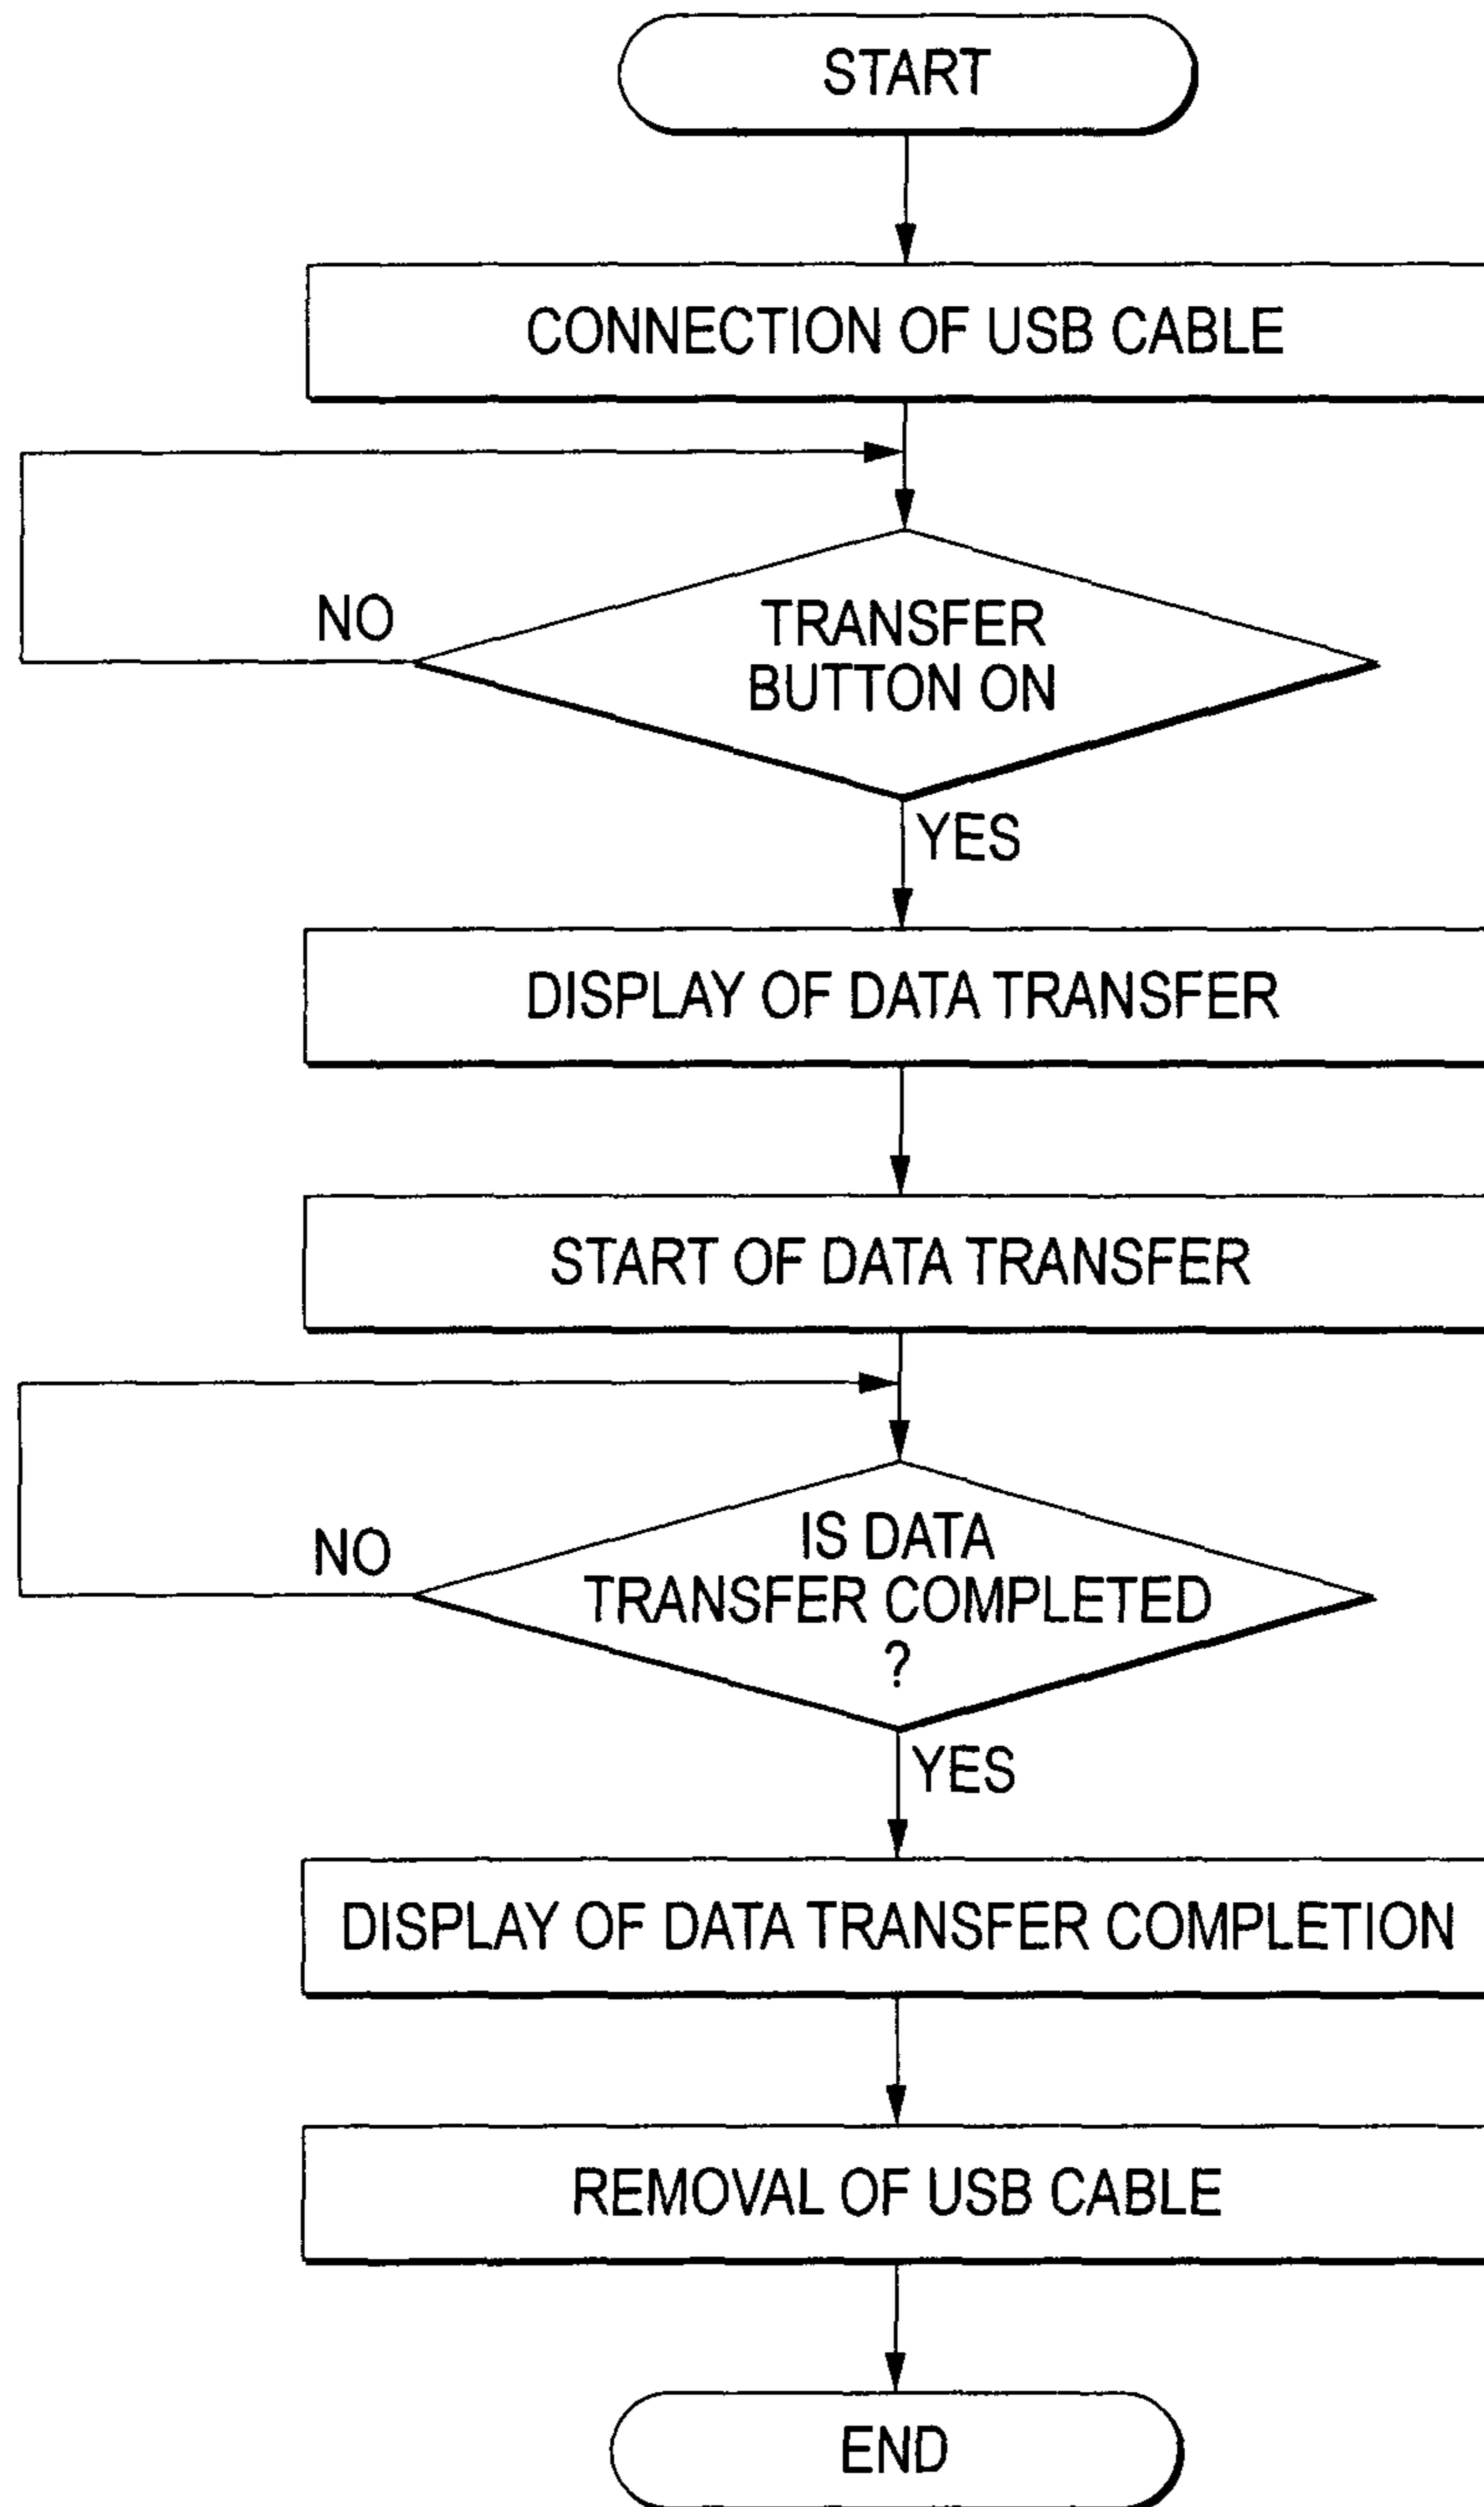 START
CONNECTION OF USB CABLE
NO
TRANSFER
BUTTON ON
YES
DISPLAY OF DATA TRANSFER
START OF DATA TRANSFER
NO
IS DATA
TRANSFER COMPLETED
?
YES
DISPLAY OF DATA TRANSFER COMPLETION
REMOVAL OF USB CABLE
END